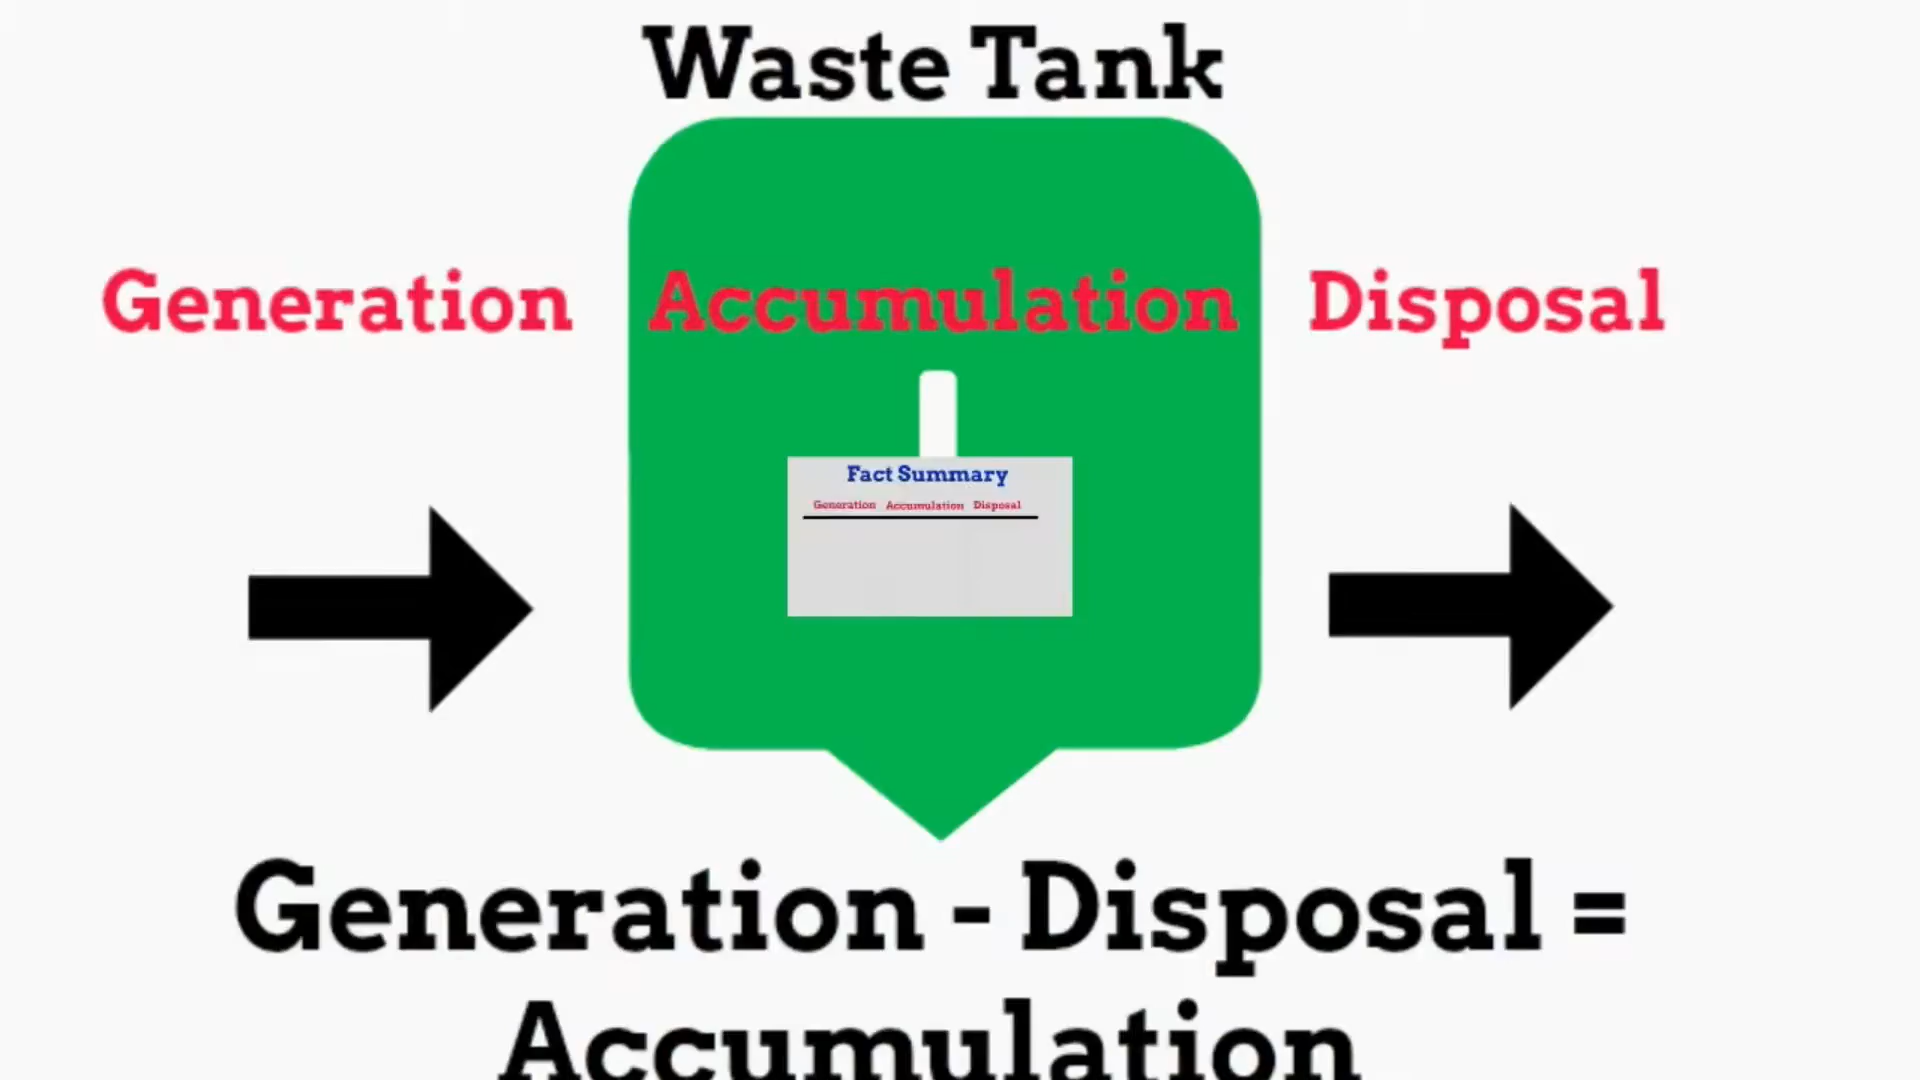 Waste Tank
Generation Accumulation Disposal
Fact Summary
Generation Accumulation Disposal
Generation - Disposal =
Accumulation